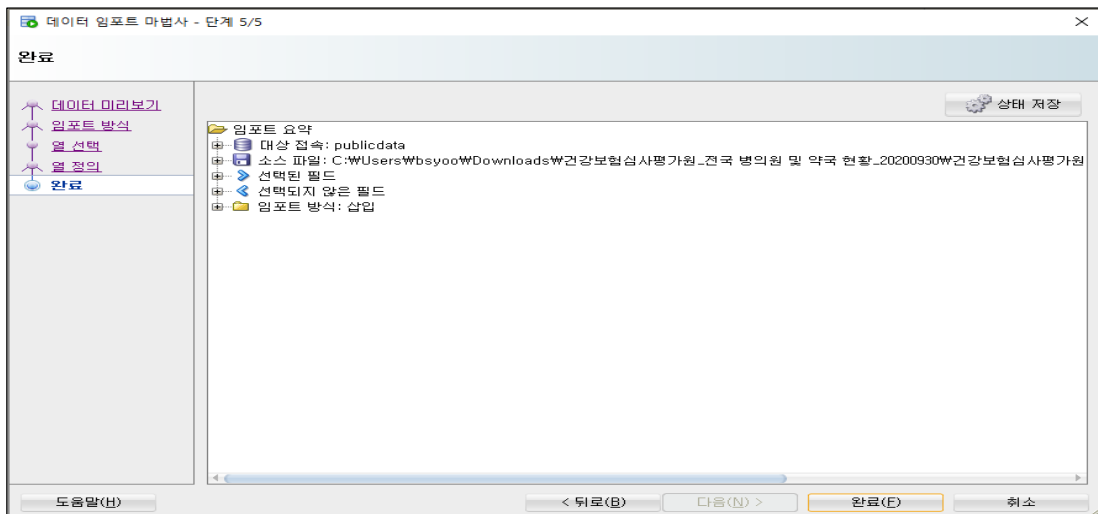 데이터 임포트 마법사 - 단계 5/5
완료
데이터 미리보기
임포트 방식
열 선택
열 정의
완료
상태 저장
임포트 요약
대상 접속: publicdata
소스 파일: C:₩Users₩bsyoo₩Downloads₩건강보험심사평가원_전국 병의원 및 약국 현황_20200930₩건강보험심사평가원
선택된 필드
선택되지 않은 필드
임포트 방식: 삽입
도움말(H)
< 뒤로(B)
다음(N) >
완료(F)
취소